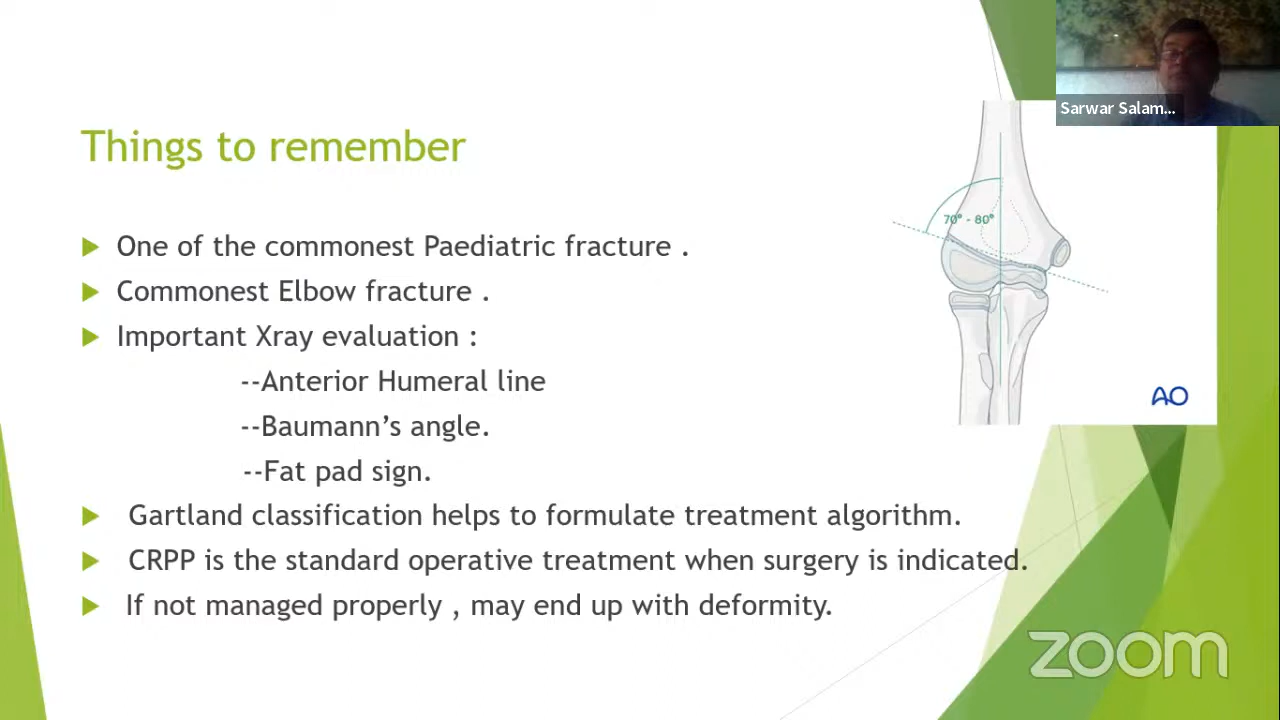 Sarwar Salam...
Things to remember
70° - 80°
One of the commonest Paediatric fracture .
Commonest Elbow fracture .
Important Xray evaluation :
--Anterior Humeral line
--Baumann’s angle.
--Fat pad sign.
AO
Gartland classification helps to formulate treatment algorithm.
CRPP is the standard operative treatment when surgery is indicated.
If not managed properly , may end up with deformity.
zoom